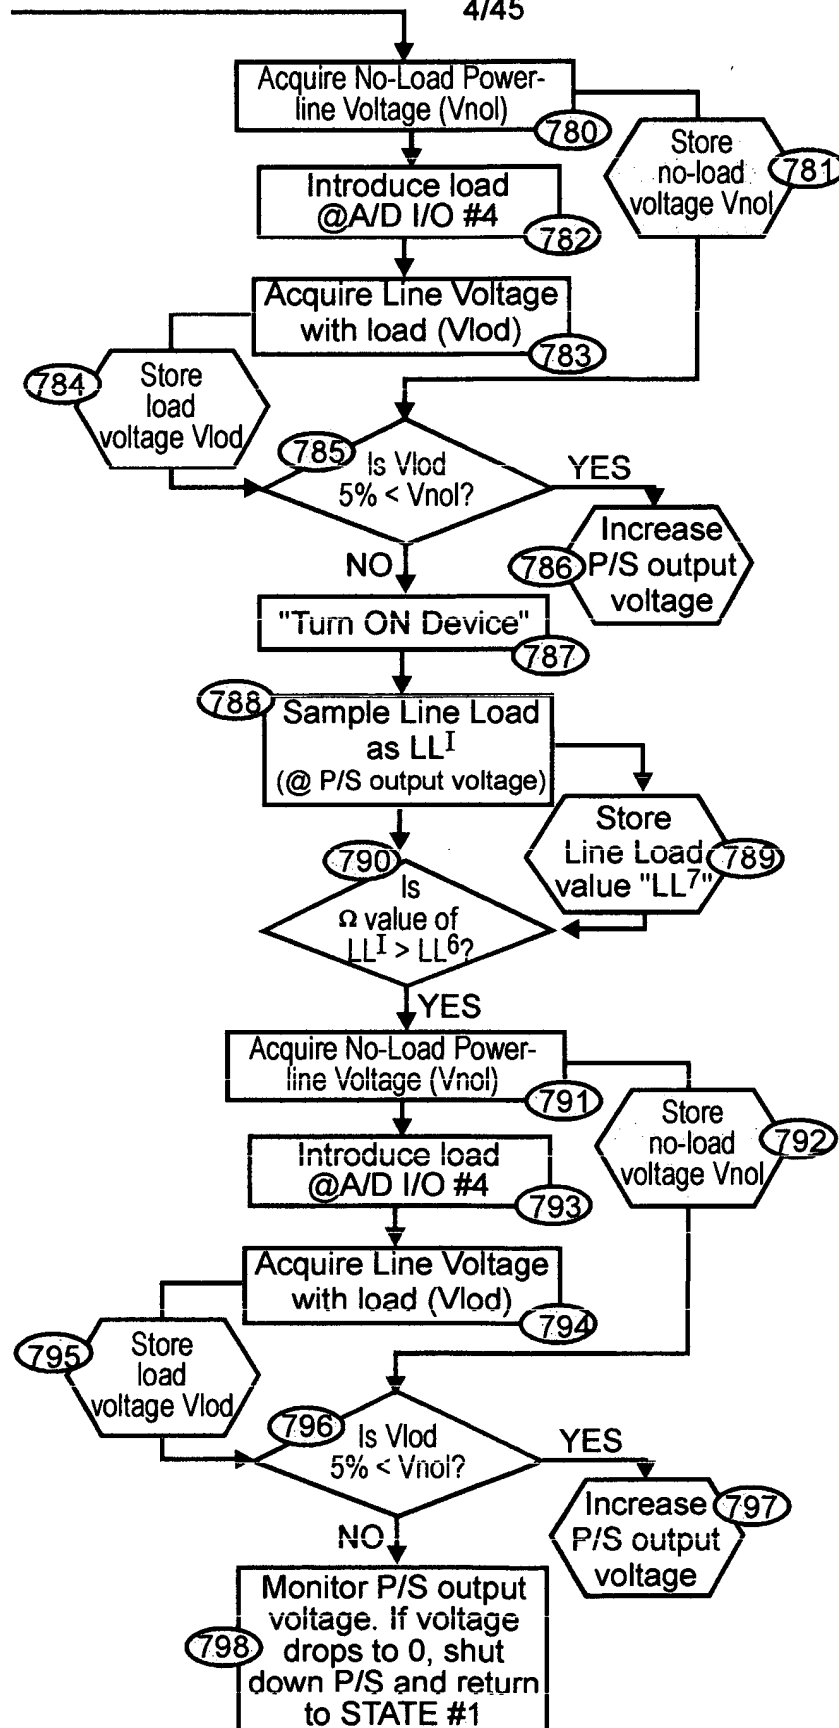 4/45
Acquire No-Load Power-
line Voltage (Vnol)
780
Store
no-load
voltage Vnol
781
Introduce load
@A/D I/O #4
782
Acquire Line Voltage
with load (Vlod)
783
784
Store
load
voltage Vlod
785
Is Vlod
5% < Vnol?
YES
NO
Increase
P/S output
voltage
786
"Turn ON Device"
787
788
Sample Line Load
as LLᴵ
(@ P/S output voltage)
Store
Line Load
value "LL⁷"
789
790
Is
Ω value of
LLᴵ > LL⁶?
YES
Acquire No-Load Power-
line Voltage (Vnol)
791
Store
no-load
voltage Vnol
792
Introduce load
@A/D I/O #4
793
Acquire Line Voltage
with load (Vlod)
794
795
Store
load
voltage Vlod
796
Is Vlod
5% < Vnol?
YES
NO
Increase
P/S output
voltage
797
Monitor P/S output
voltage. If voltage
drops to 0, shut
down P/S and return
to STATE #1
798